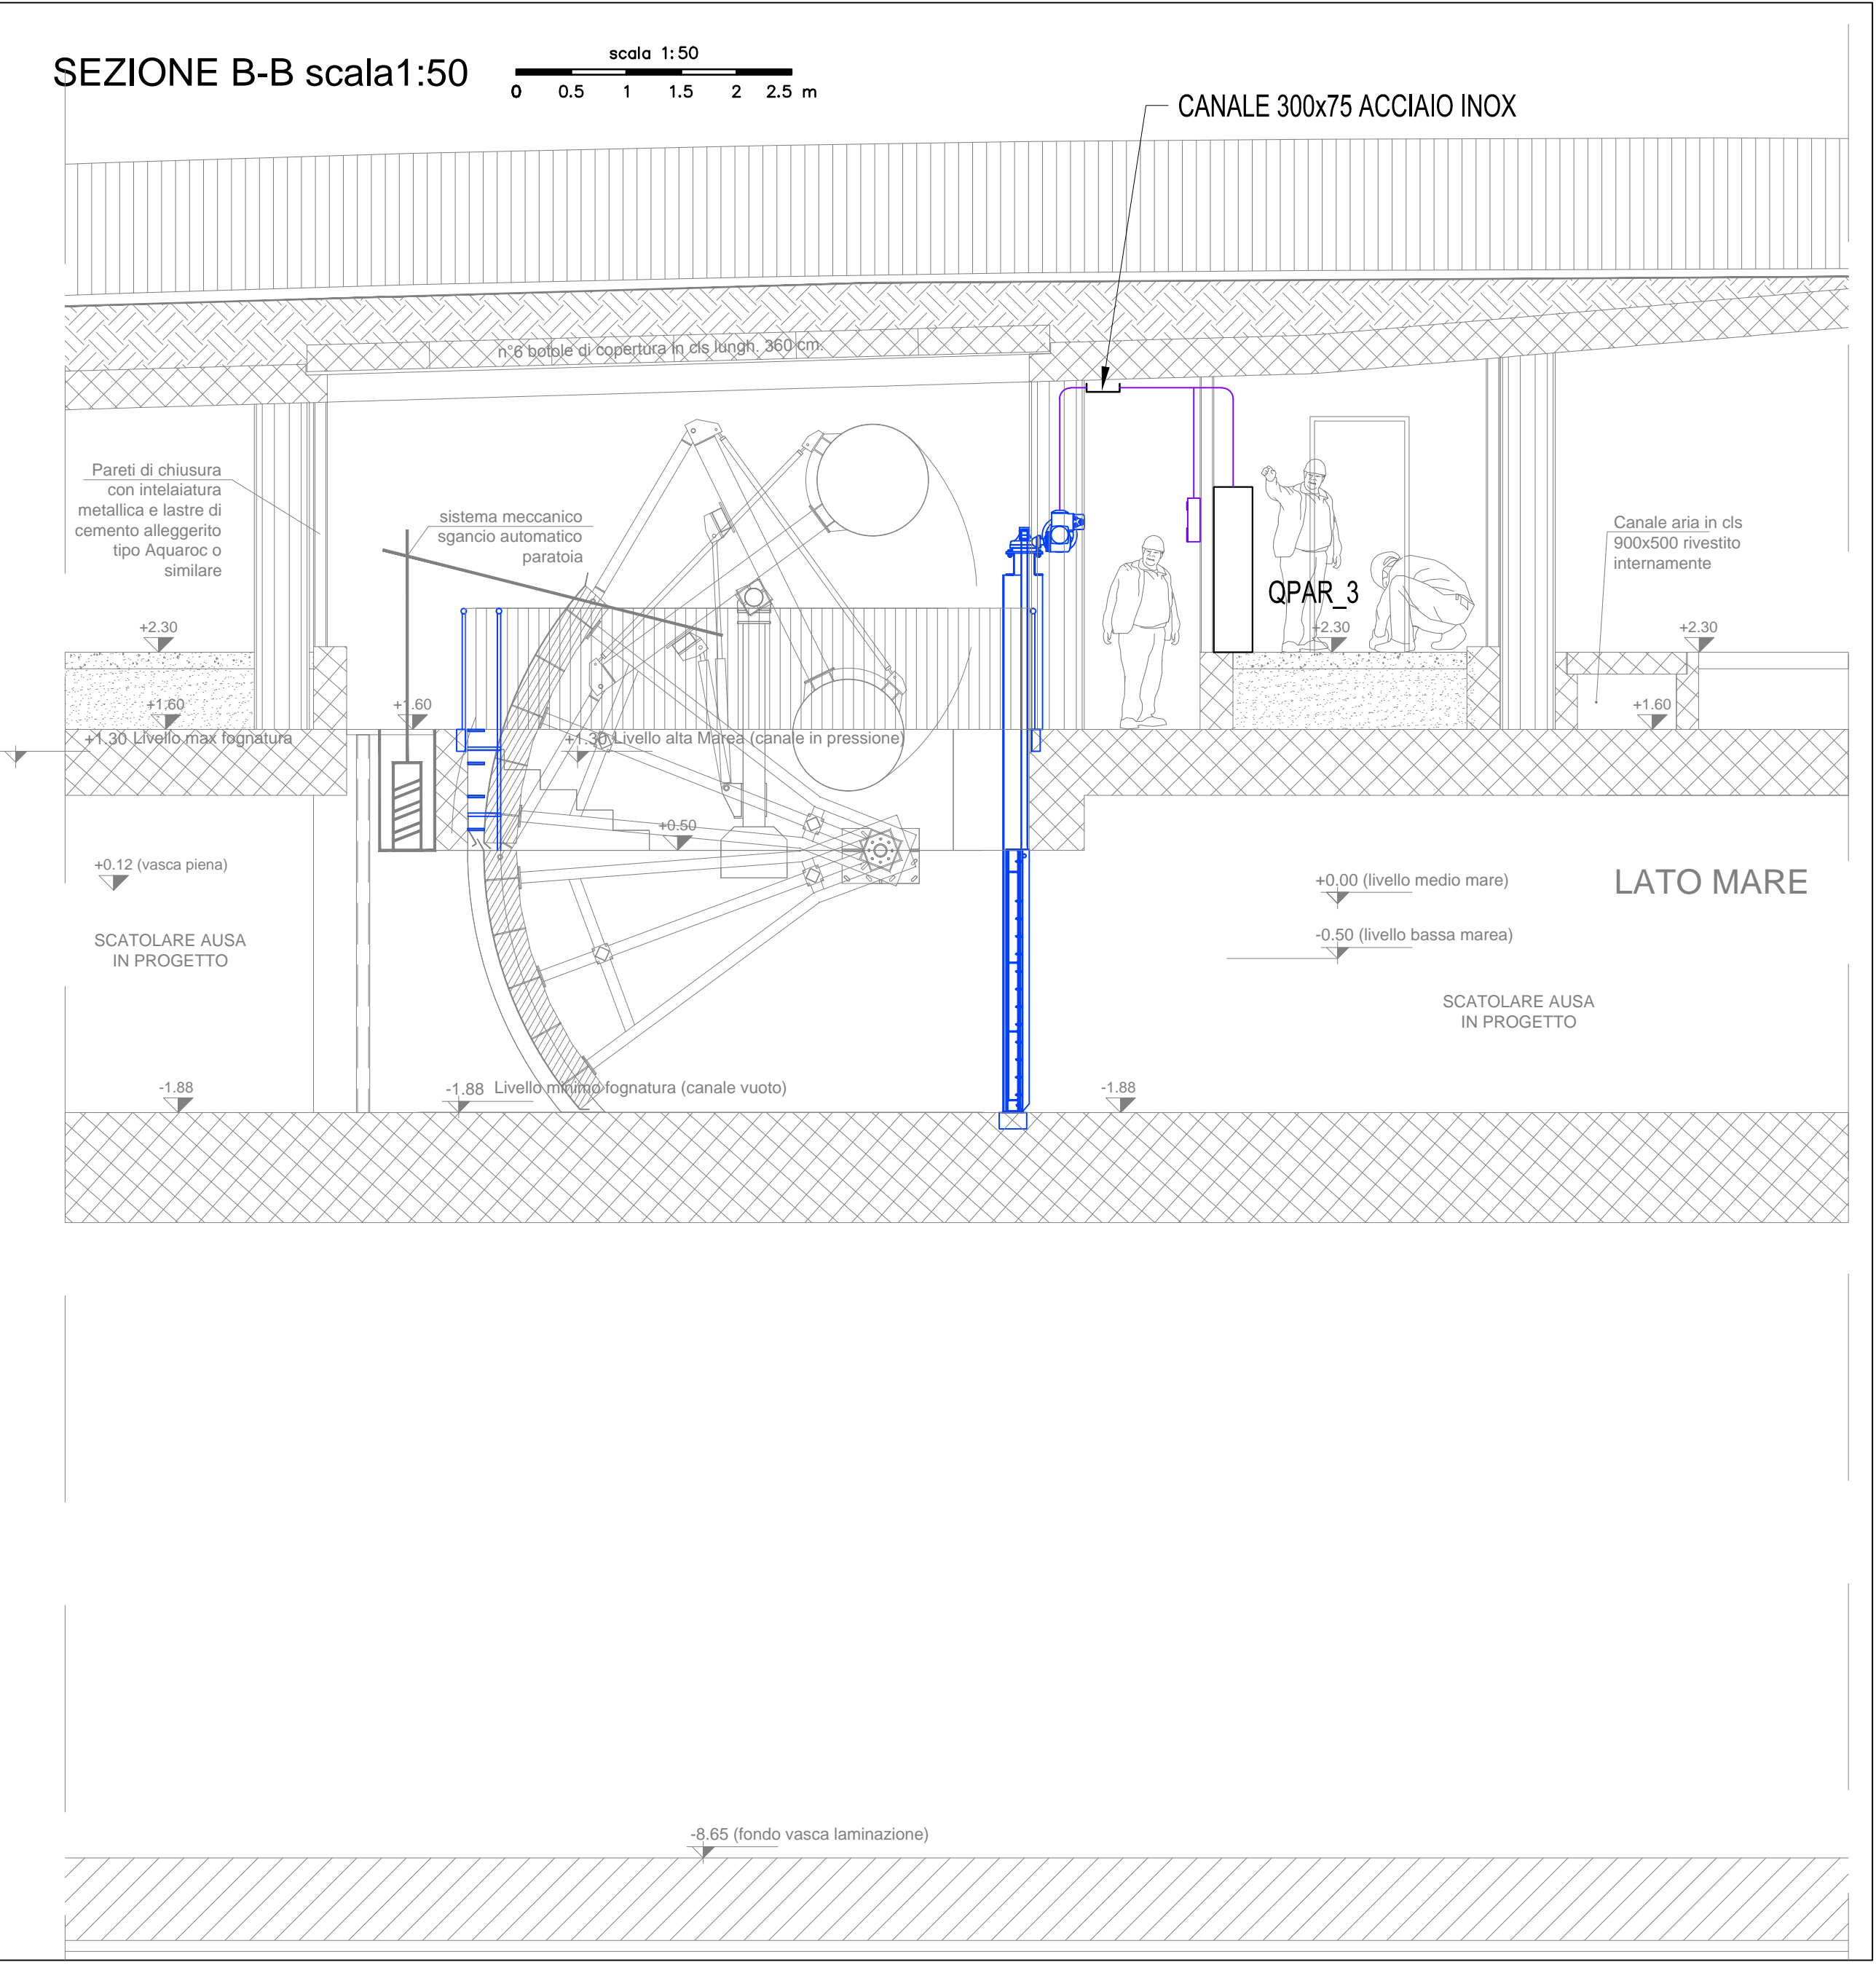 SEZIONE B-B scala1:50
scala 1:50
0 0.5 1 1.5 2 2.5 m
CANALE 300x75 ACCIAIO INOX
n°6 botole di copertura in cls lungh. 360 cm.
Pareti di chiusura
con intelaiatura
metallica e lastre di
cemento alleggerito
tipo Aquaroc o
similare
sistema meccanico
sgancio automatico
paratoia
Canale aria in cls
900x500 rivestito
internamente
QPAR_3
+2.30
+2.30
+2.30
+1.60
+1.60
+1.60
+1.30 Livello max fognatura
+1.30 Livello alta Marea (canale in pressione)
+0.50
+0.12 (vasca piena)
+0.00 (livello medio mare)
LATO MARE
-0.50 (livello bassa marea)
SCATOLARE AUSA
IN PROGETTO
SCATOLARE AUSA
IN PROGETTO
-1.88
-1.88 Livello minimo fognatura (canale vuoto)
-1.88
-8.65 (fondo vasca laminazione)